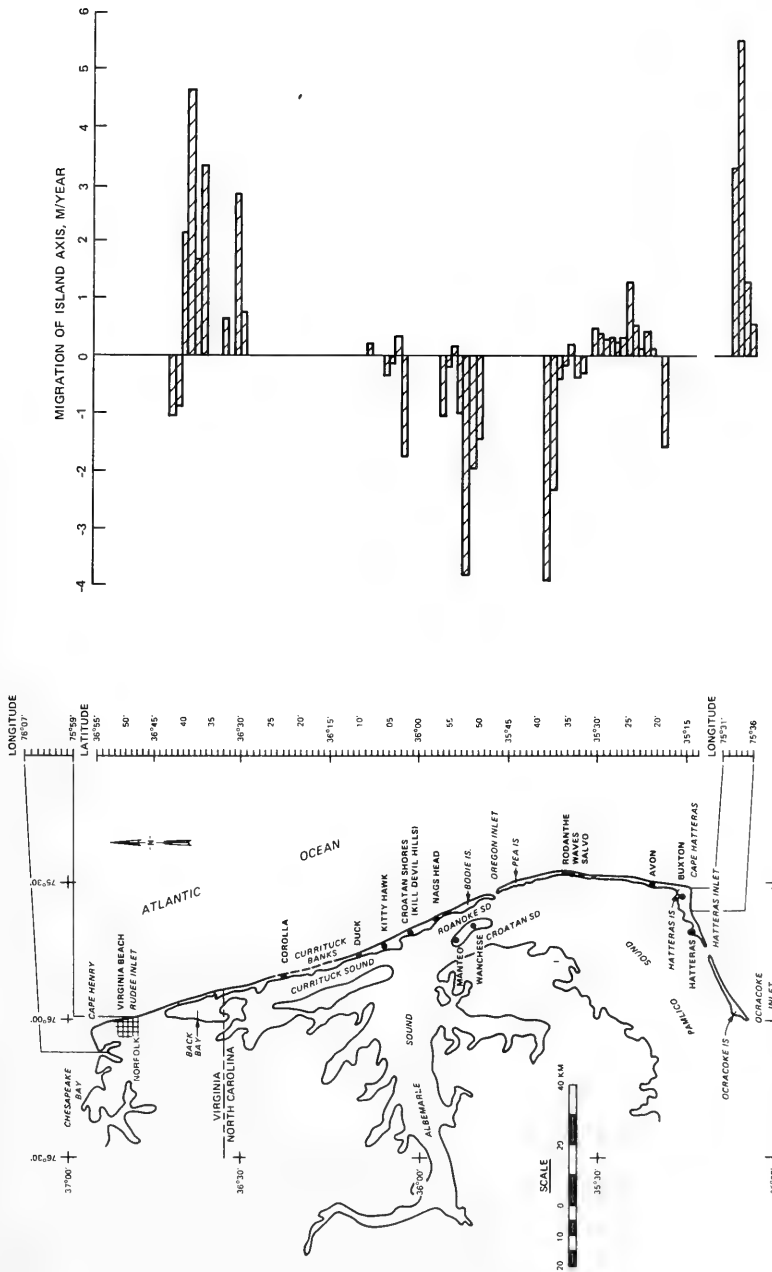 MIGRATION OF ISLAND AXIS, M/YEAR
6
5
4
3
2
1
0
-1
-2
-3
-4
LONGITUDE
76°07'
75°59'
LATITUDE
36°55'
50'
36°45'
40
35
36°30'
25
20
36°15'
10
05
36°00'
55
50'
35°45'
40
35
35°30'
25
20'
35°15'
LONGITUDE
75°31'
75°36'
N
ATLANTIC
OCEAN
CAPE HENRY
VIRGINIA BEACH
RUDEE INLET
NORFOLK
CHESAPEAKE
BAY
BACK
BAY
VIRGINIA
NORTH CAROLINA
COROLLA
CURRITUCK
BANKS
CURRITUCK SOUND
DUCK
KITTY HAWK
CROATAN SHORES
(KILL DEVIL HILLS)
NAGS HEAD
BODIE IS.
OREGON INLET
PEA IS
ROANOKE SD
CROATAN SD
MANTEO
WANCHESE
ALBEMARLE
SOUND
RODANTHE
WAVES
SALVO
AVON
BUXTON
CAPE HATTERAS
HATTERAS IS
HATTERAS
HATTERAS INLET
PAMLICO
SOUND
OCRACOKE IS
OCRACOKE
INLET
75°30'
76°00'
76°30'
37°00'
36°30'
36°00'
35°30'
SCALE
20
10
0
20
40 KM